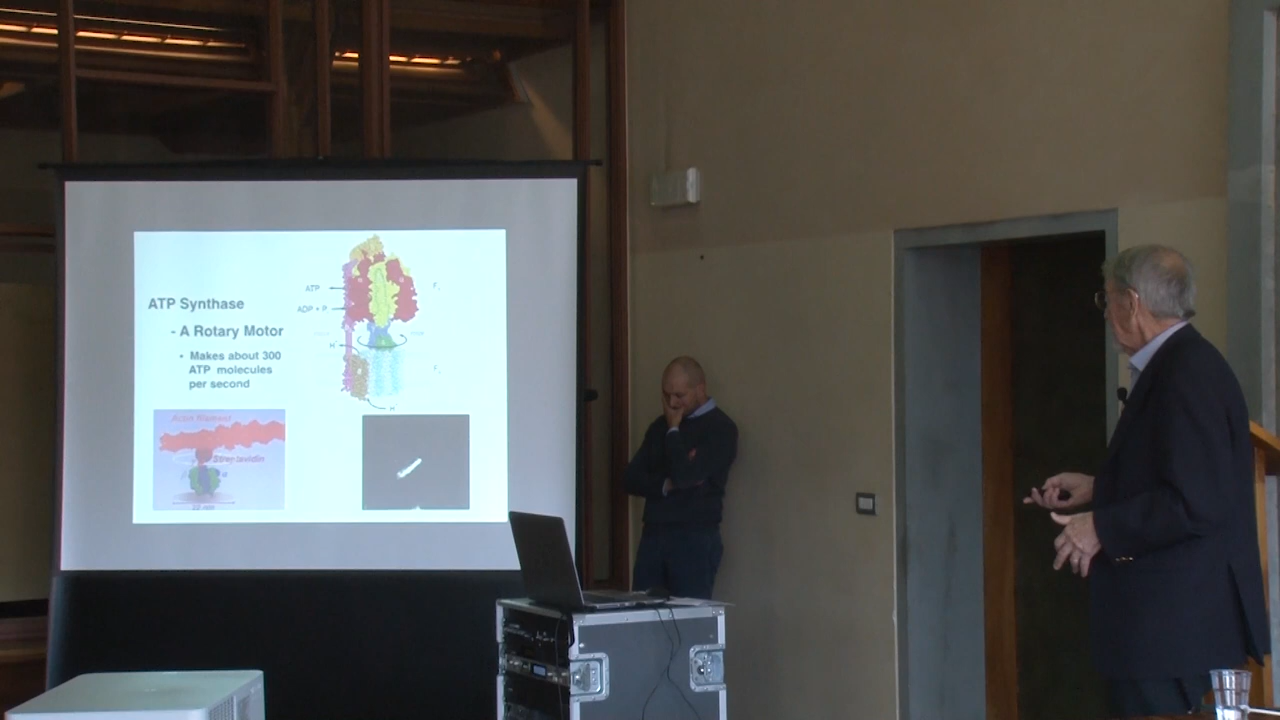 ATP Synthase
- A Rotary Motor
• Makes about 300
ATP molecules
per second
ATP
ADP + P
H
Actin filament
Streptavidin